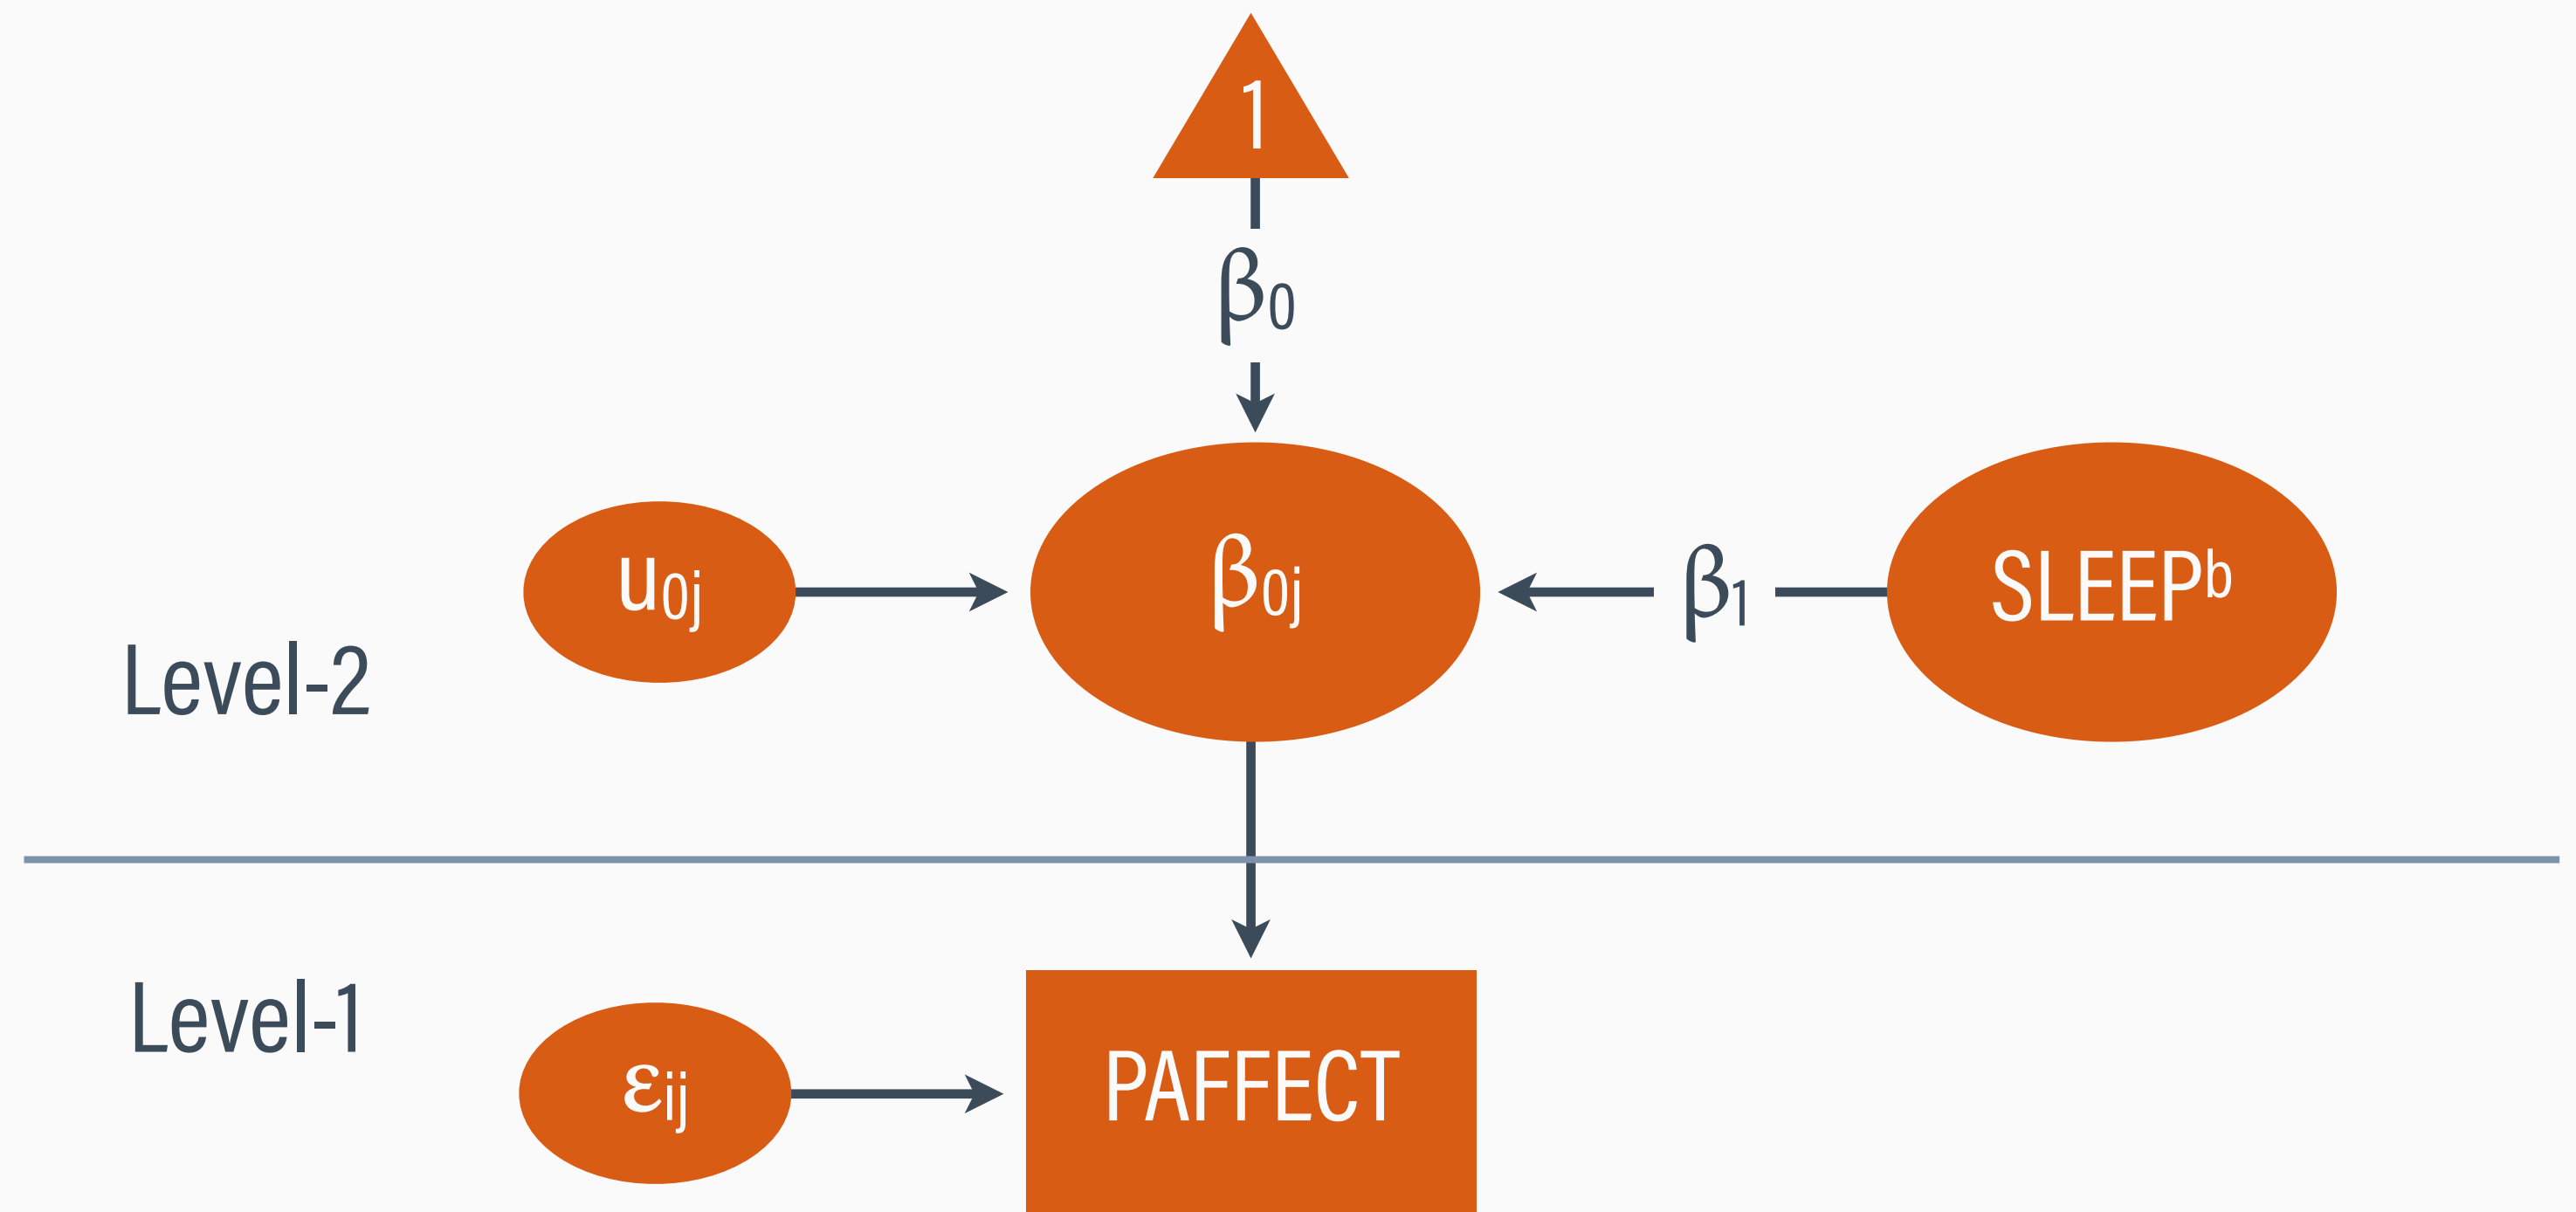 1
β₀
u₀ⱼ
β₀ⱼ
β₁
SLEEPᵇ
Level-2
Level-1
εᵢⱼ
PAFFECT